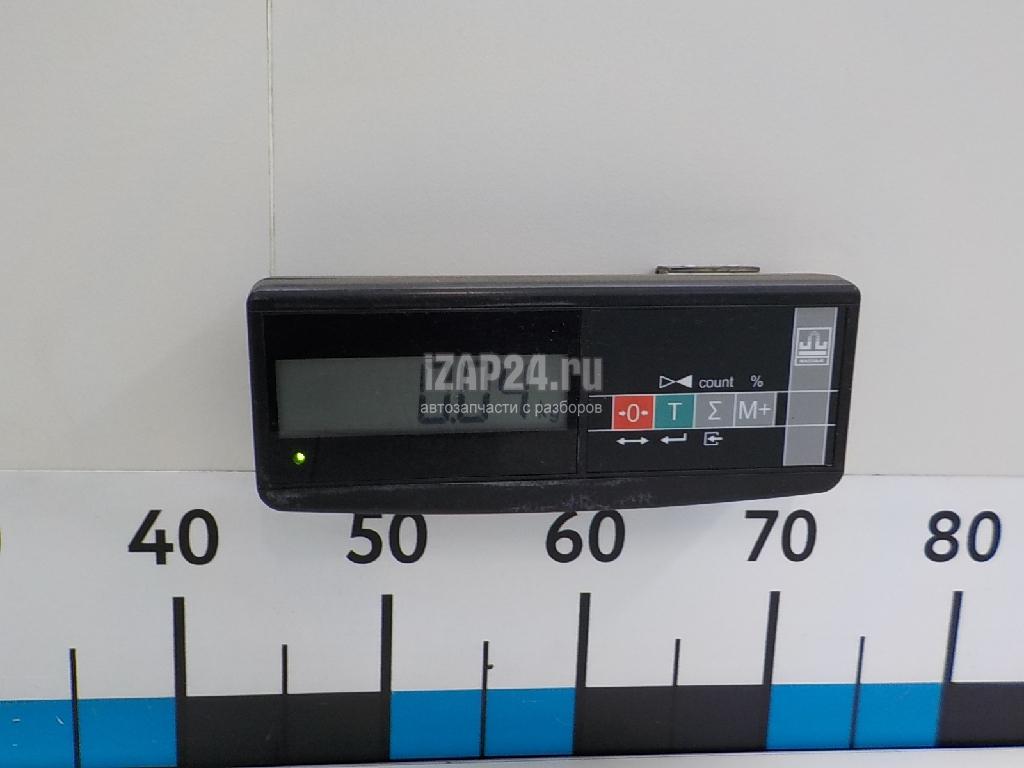 iZAP24.ru
автозапчасти с разборов
count %
0 T Σ M+
40 50 60 70 80